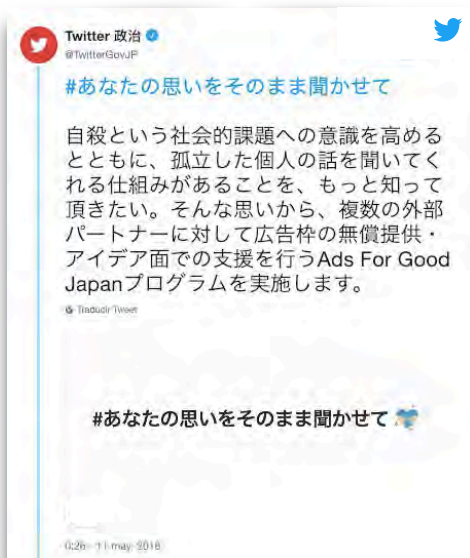 Twitter 政治
@TwitterGovJP
#あなたの思いをそのまま聞かせて
自殺という社会的課題への意識を高める
とともに、孤立した個人の話を聞いてく
れる仕組みがあることを、もっと知って
頂きたい。そんな思いから、複数の外部
パートナーに対して広告枠の無償提供・
アイデア面での支援を行うAds For Good
Japanプログラムを実施します。
Traducir Tweet
#あなたの思いをそのまま聞かせて
0:26 - 11 may. 2018